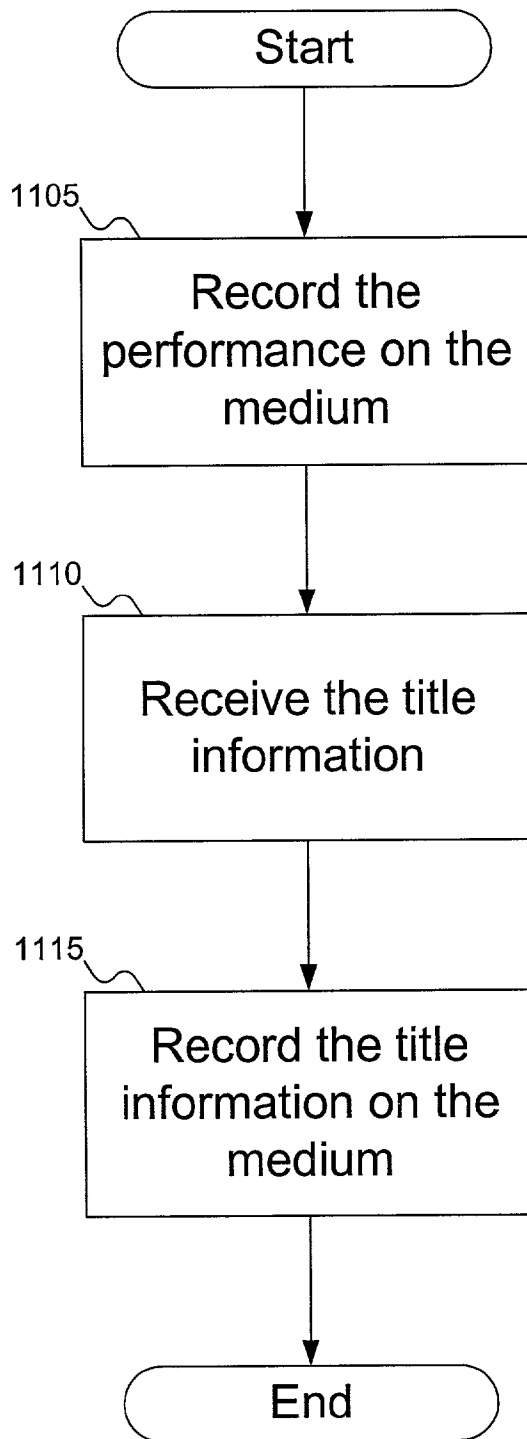 Start
1105
Record the
performance on the
medium
1110
Receive the title
information
1115
Record the title
information on the
medium
End